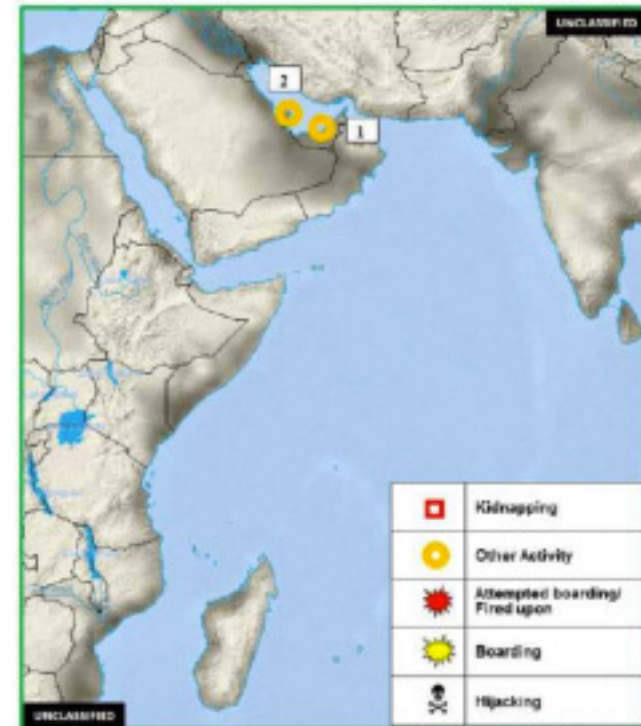 UNCLASSIFIED
2
1
Kidnapping
Other Activity
Attempted boarding/
Fired upon
Boarding
Hijacking
UNCLASSIFIED